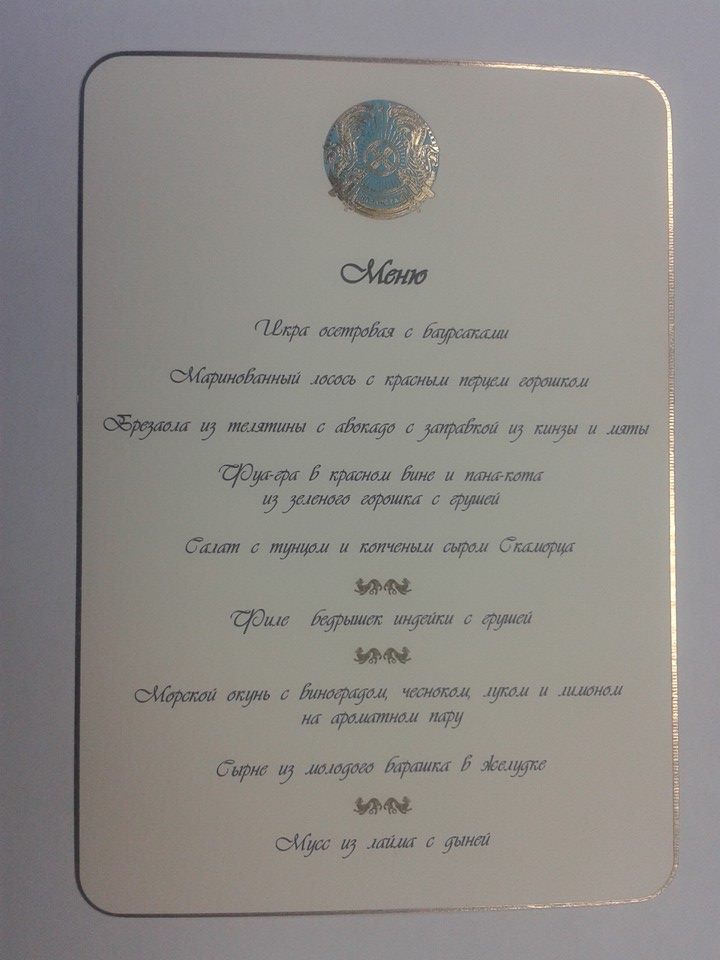 Меню
Икра осетровая с баурсаками
Маринованный лосось с красным перцем горошком
Брезаола из телятины с авокадо с заправкой из кинзы и мяты
Фуа-гра в красном вине и пана-кота
из зеленого горошка с грушей
Салат с тунцом и копченым сыром Скаморца
Филе бедрышек индейки с грушей
Морской окунь с виноградом, чесноком, луком и лимоном
на ароматном пару
Сырне из молодого барашка в желудке
Мусс из лайма с дыней